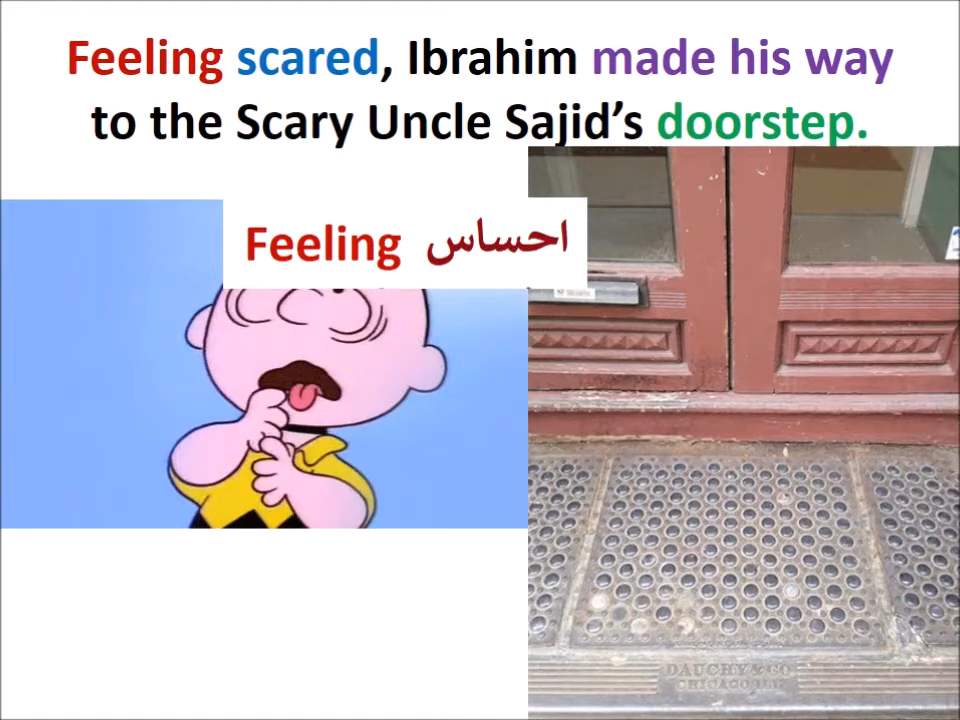 Feeling scared, Ibrahim made his way
to the Scary Uncle Sajid's doorstep.
Feeling احساس
DAUCHY & CO
CHICAGO ILL